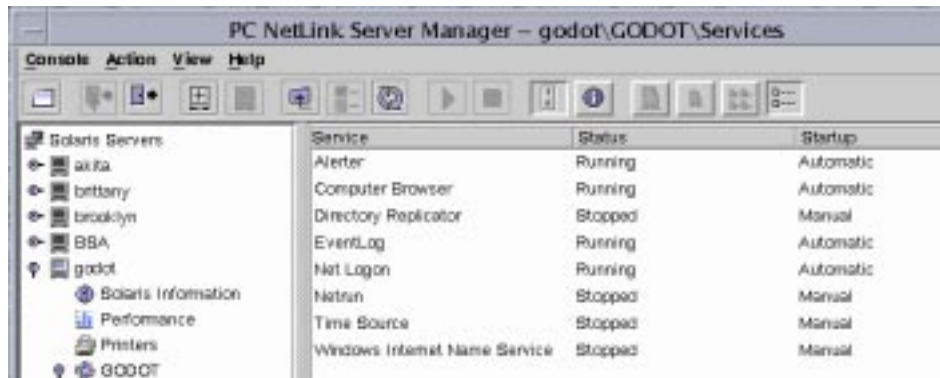 PC NetLink Server Manager – godot\GODOT\Services
Console Action View Help
Solaris Servers
akita
brittany
brooklyn
BSA
godot
Solaris Information
Performance
Printers
GODOT
Service Status Startup
Alerter Running Automatic
Computer Browser Running Automatic
Directory Replicator Stopped Manual
EventLog Running Automatic
Net Logon Running Automatic
Netrun Stopped Manual
Time Source Stopped Manual
Windows Internet Name Service Stopped Manual